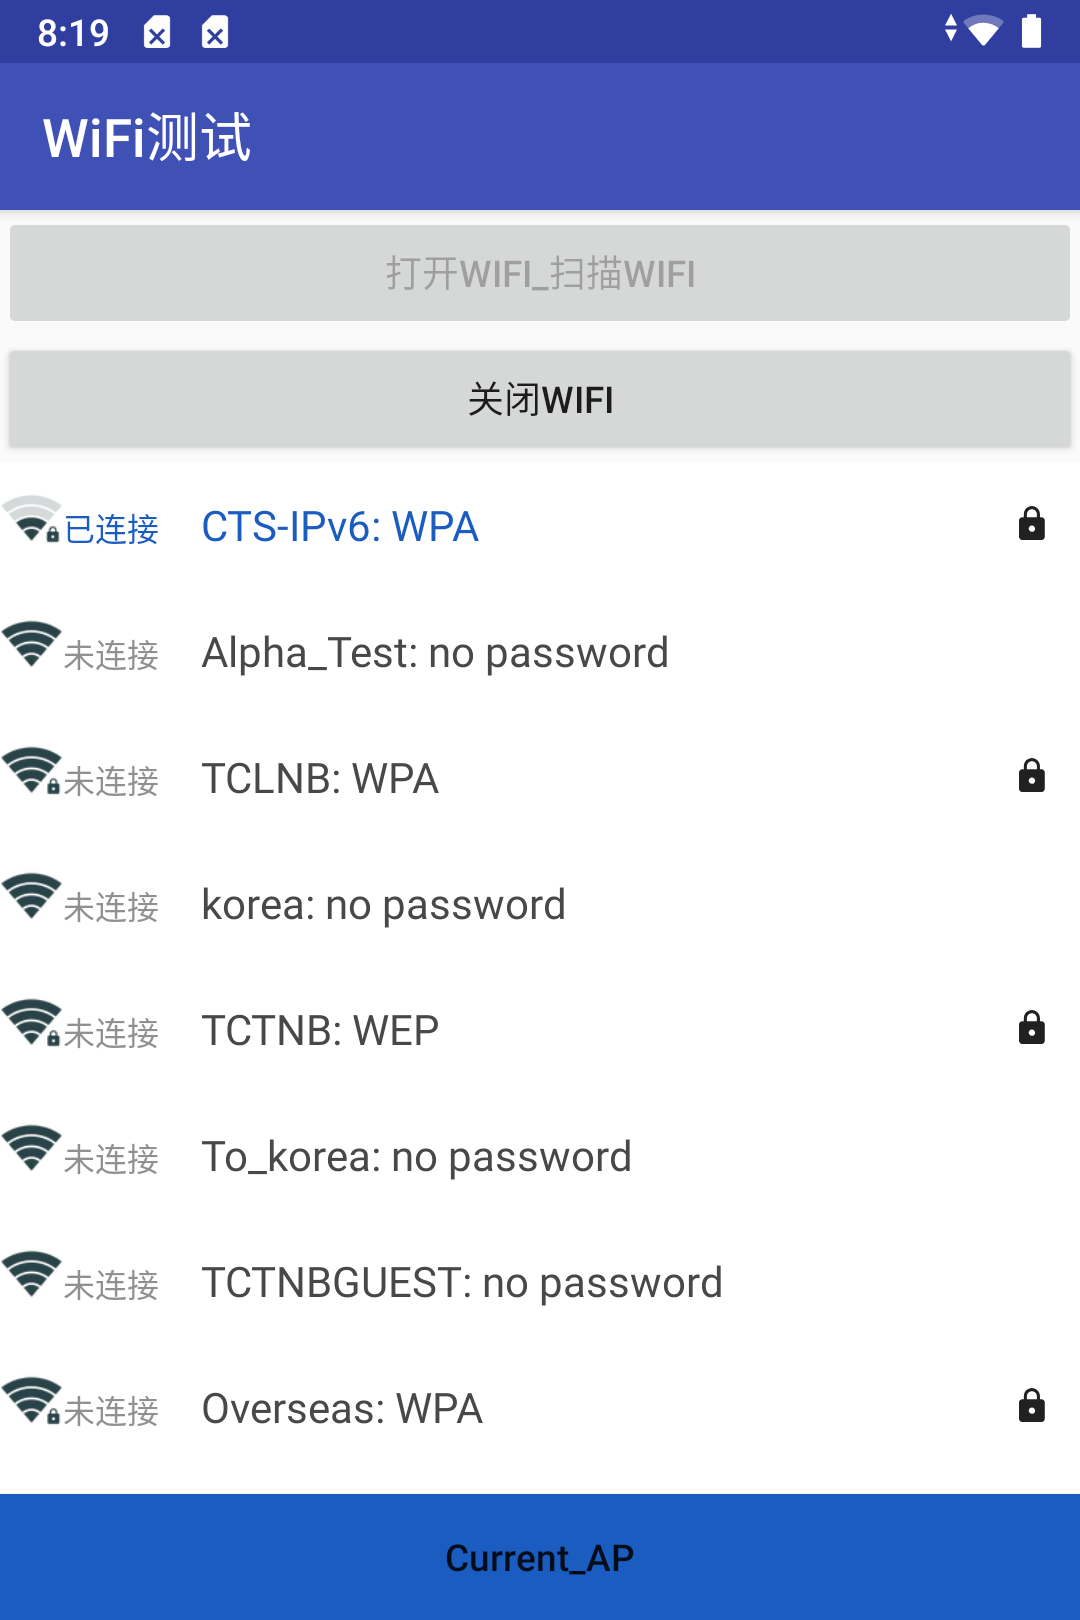 8:19
WiFi测试
打开WIFI_扫描WIFI
关闭WIFI
已连接 CTS-IPv6: WPA
未连接 Alpha_Test: no password
未连接 TCLNB: WPA
未连接 korea: no password
未连接 TCTNB: WEP
未连接 To_korea: no password
未连接 TCTNBGUEST: no password
未连接 Overseas: WPA
Current_AP